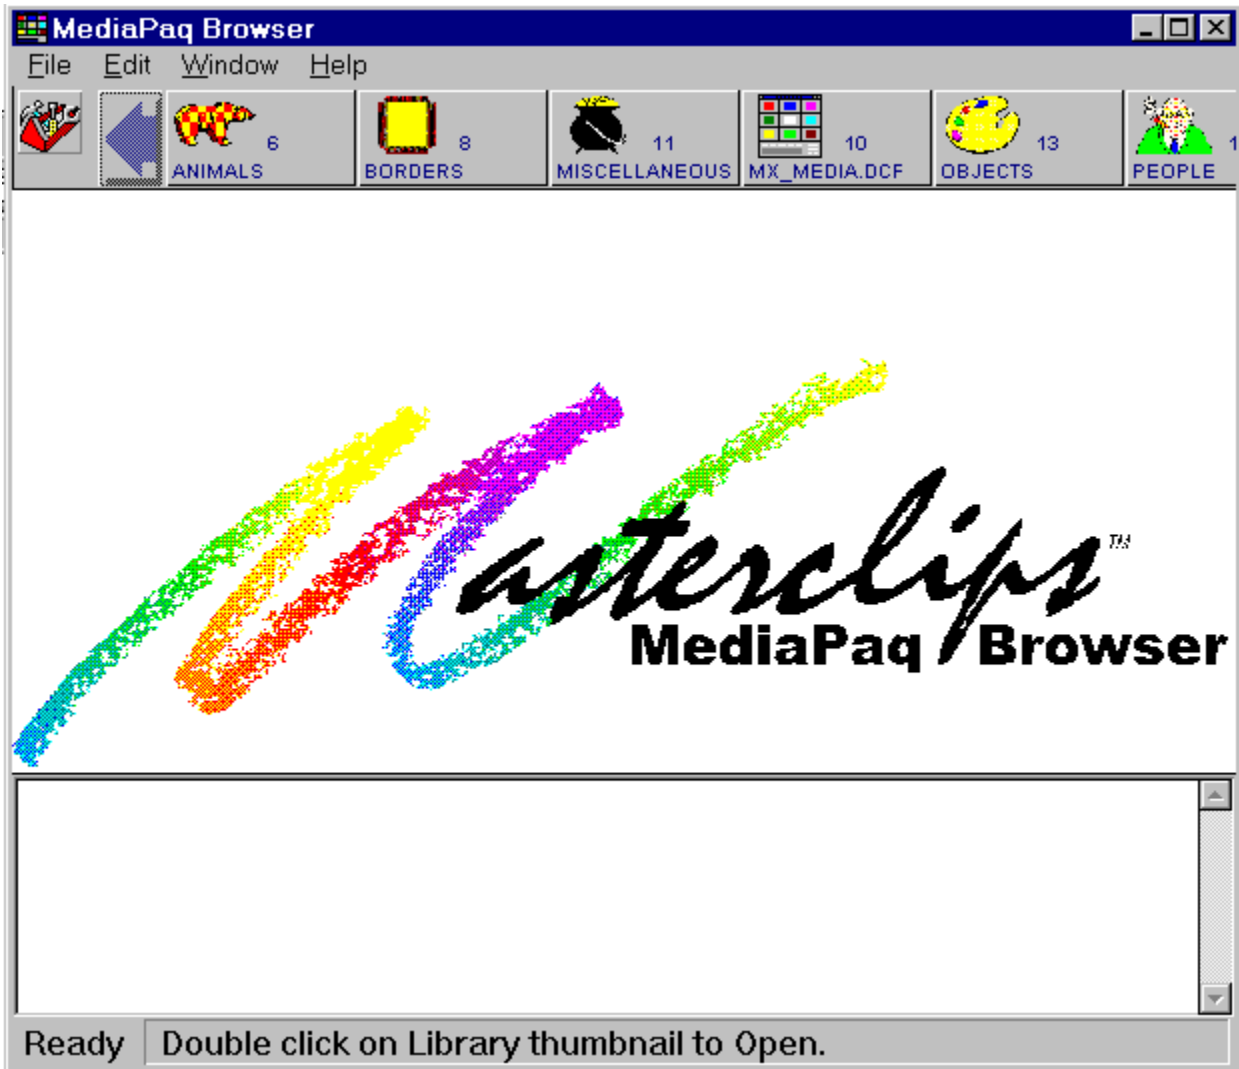 MediaPaq Browser
File Edit Window Help
6 8 11 10 13 1
ANIMALS BORDERS MISCELLANEOUS MX_MEDIA.DCF OBJECTS PEOPLE
Masterclips™
MediaPaq Browser
Ready Double click on Library thumbnail to Open.